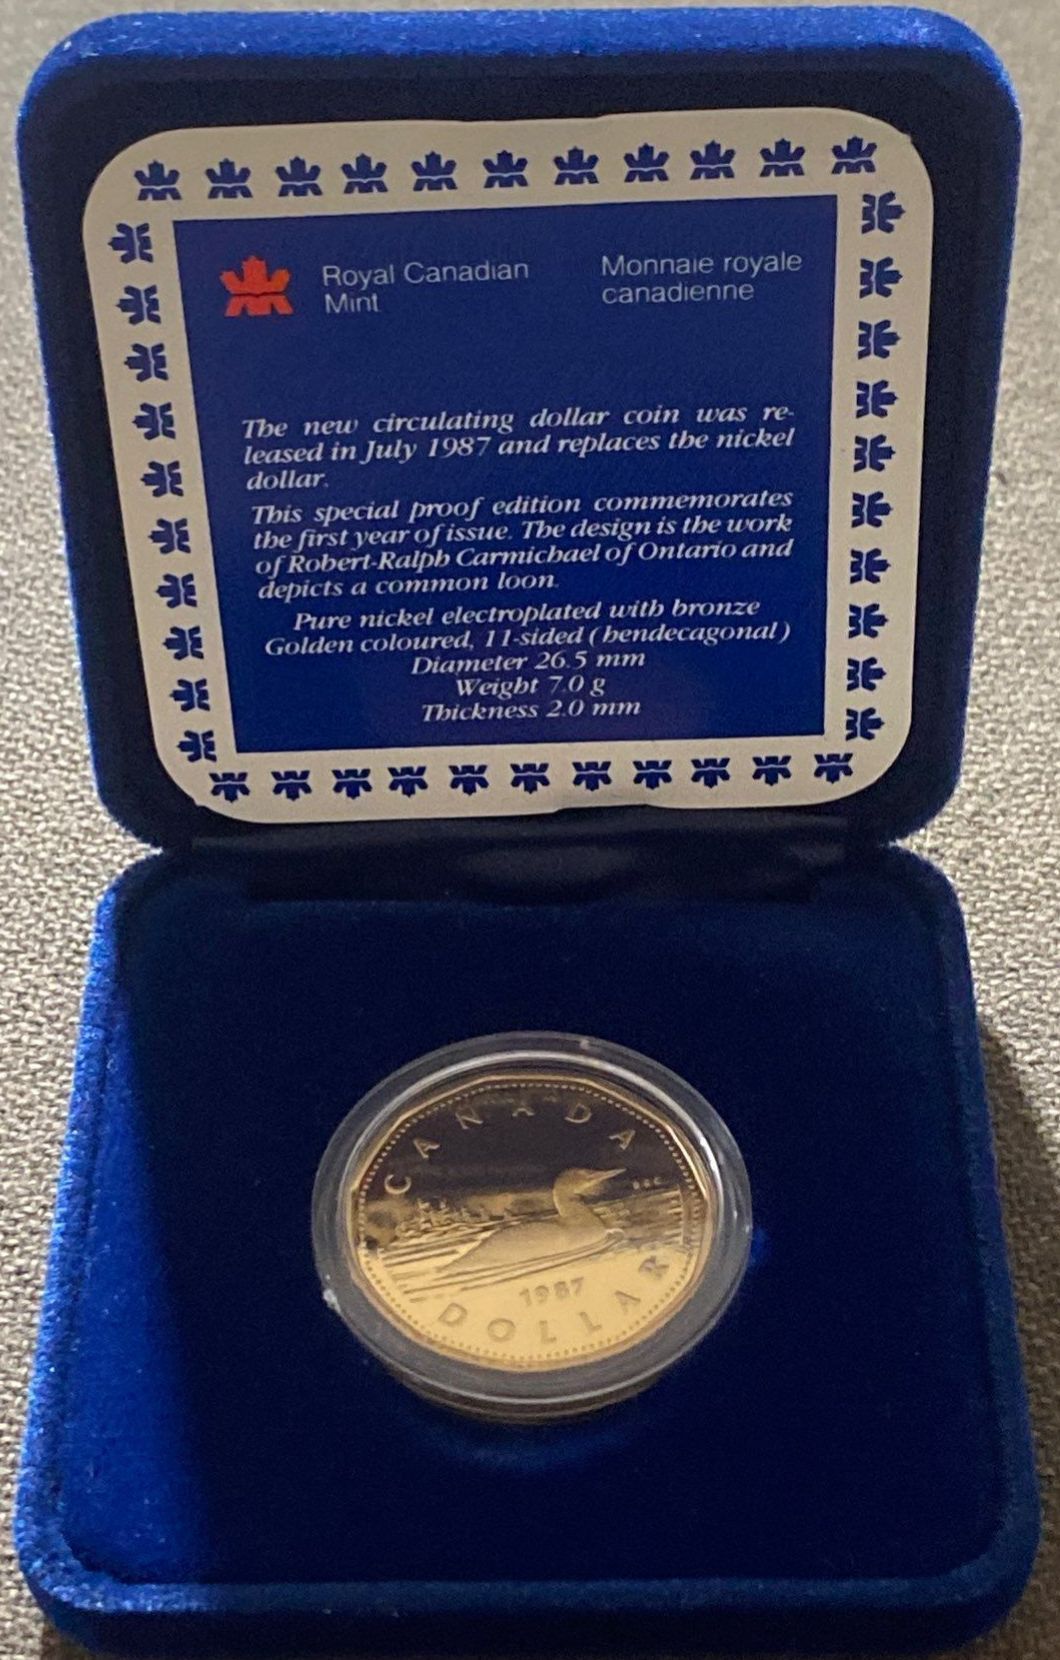 Royal Canadian Mint
Monnaie royale canadienne
The new circulating dollar coin was re-
leased in July 1987 and replaces the nickel
dollar.
This special proof edition commemorates
the first year of issue. The design is the work
of Robert-Ralph Carmichael of Ontario and
depicts a common loon.
Pure nickel electroplated with bronze
Golden coloured, 11-sided (hendecagonal)
Diameter 26.5 mm
Weight 7.0 g
Thickness 2.0 mm
CANADA
1987
DOLLAR